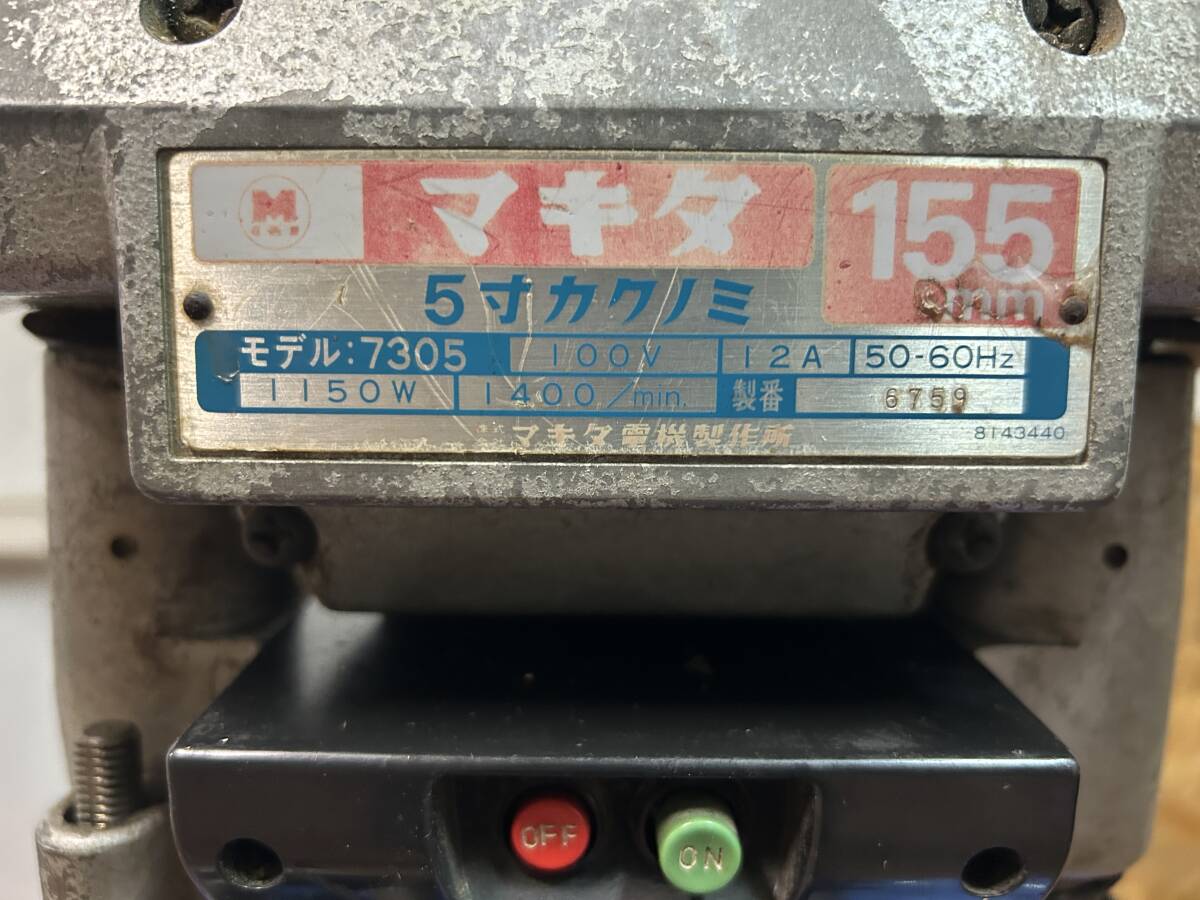 M
マキタ
155
mm
5寸カクノミ
モデル:7305 100V 12A 50-60Hz
1150W 1400/min. 製番 6759
マキタ電機製作所
8143440
OFF
ON